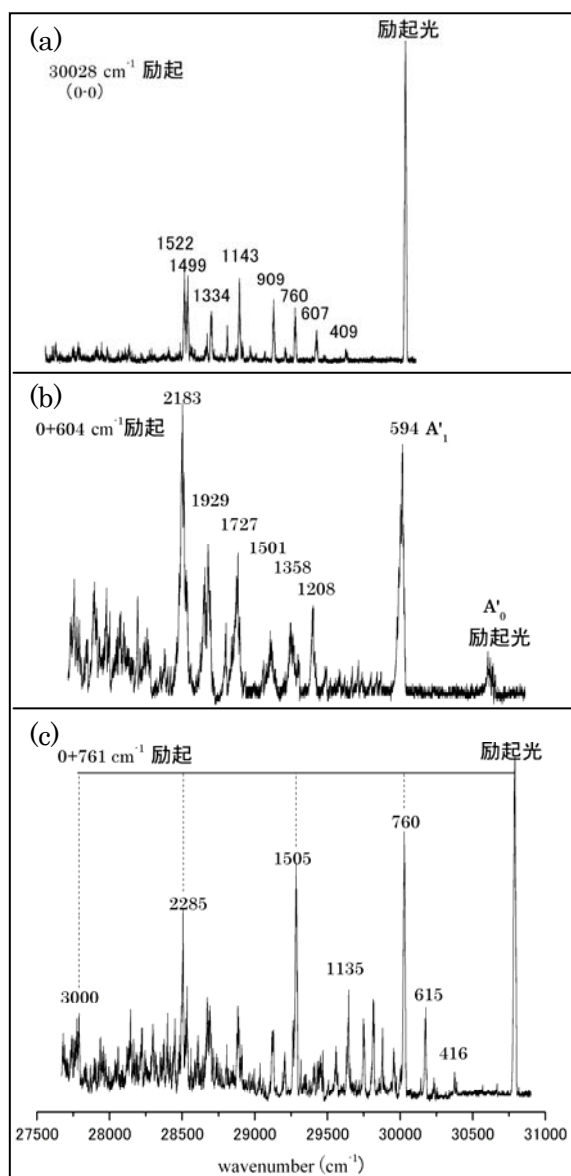 (a)
励起光
30028 cm⁻¹ 励起
(0-0)
1522
1499
1334
1143
909
760
607
409
(b)
2183
0+604 cm⁻¹励起
594 A'₁
1929
1727
1501
1358
1208
A'₀
励起光
(c)
0+761 cm⁻¹ 励起
励起光
760
1505
2285
1135
3000
615
416
27500 28000 28500 29000 29500 30000 30500 31000
wavenumber (cm⁻¹)